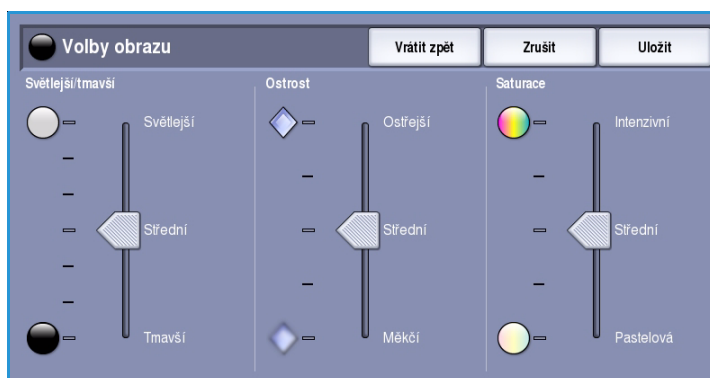 Volby obrazu
Vrátit zpět
Zrušit
Uložit
Světlejší/tmavší
Ostrost
Saturace
Světlejší
Ostřejší
Intenzivní
Střední
Střední
Střední
Tmavší
Měkčí
Pastelová